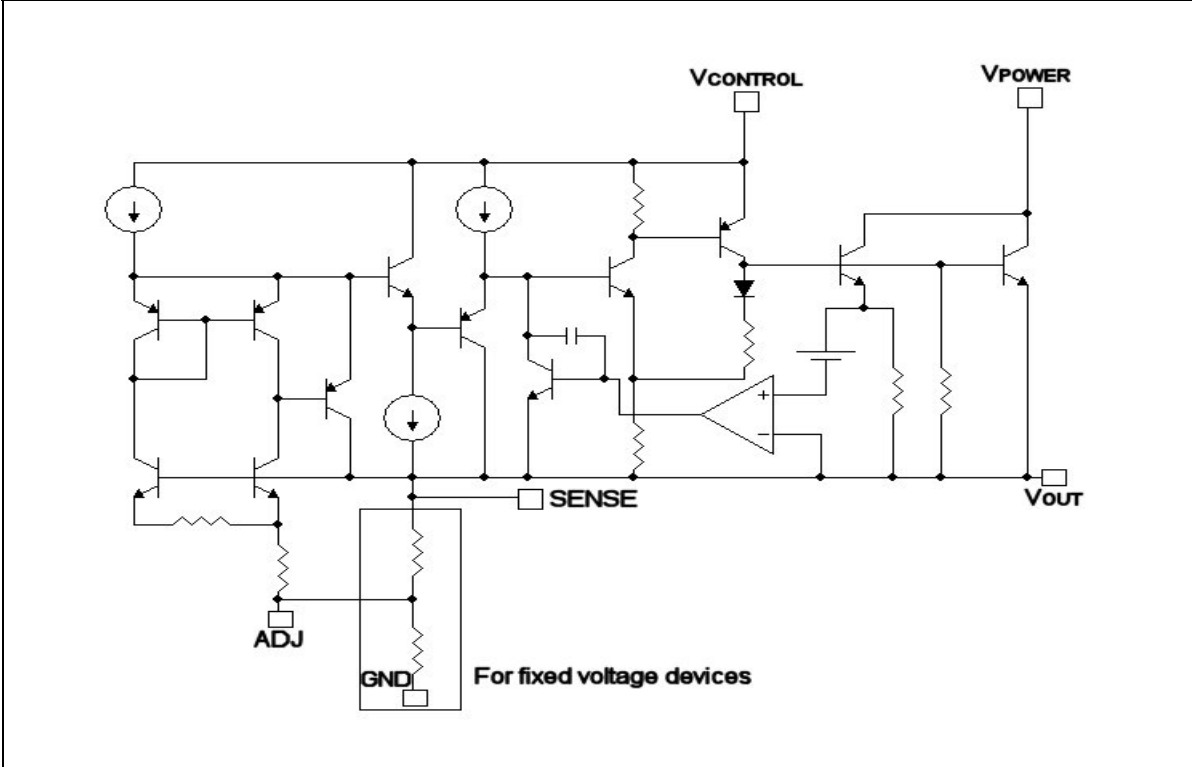 VCONTROL
VPOWER
+
−
SENSE
VOUT
ADJ
GND
For fixed voltage devices